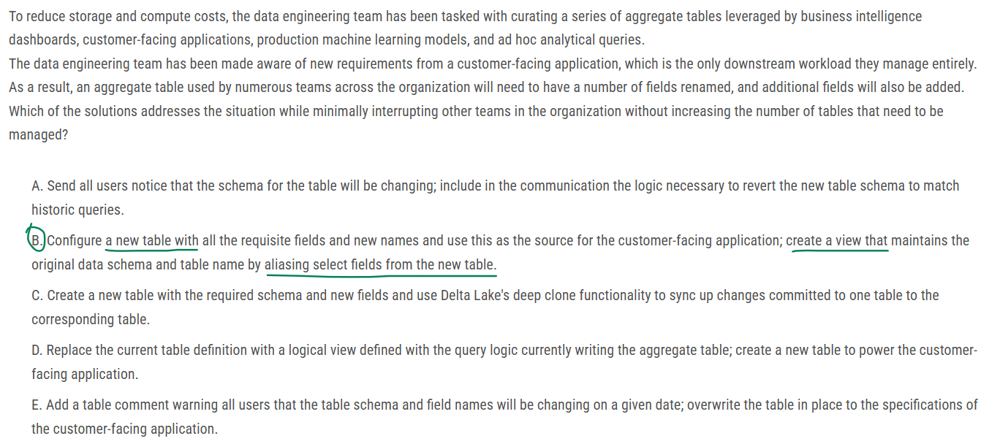 To reduce storage and compute costs, the data engineering team has been tasked with curating a series of aggregate tables leveraged by business intelligence
dashboards, customer-facing applications, production machine learning models, and ad hoc analytical queries.
The data engineering team has been made aware of new requirements from a customer-facing application, which is the only downstream workload they manage entirely.
As a result, an aggregate table used by numerous teams across the organization will need to have a number of fields renamed, and additional fields will also be added.
Which of the solutions addresses the situation while minimally interrupting other teams in the organization without increasing the number of tables that need to be
managed?
A. Send all users notice that the schema for the table will be changing; include in the communication the logic necessary to revert the new table schema to match
historic queries.
B. Configure a new table with all the requisite fields and new names and use this as the source for the customer-facing application; create a view that maintains the
original data schema and table name by aliasing select fields from the new table.
C. Create a new table with the required schema and new fields and use Delta Lake's deep clone functionality to sync up changes committed to one table to the
corresponding table.
D. Replace the current table definition with a logical view defined with the query logic currently writing the aggregate table; create a new table to power the customer-
facing application.
E. Add a table comment warning all users that the table schema and field names will be changing on a given date; overwrite the table in place to the specifications of
the customer-facing application.